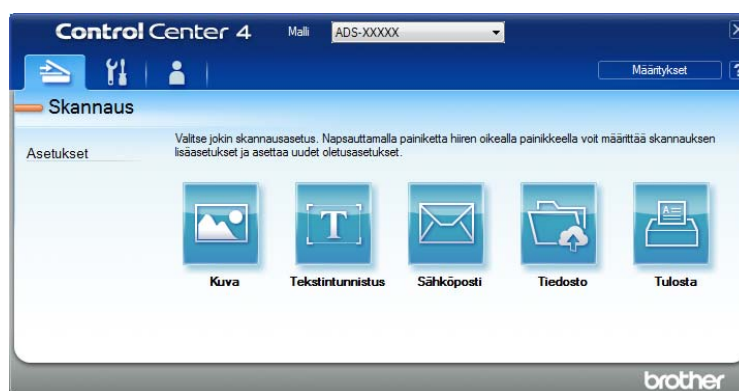 Control Center 4
Malli
ADS-XXXXX
Määritykset
?
Skannaus
Asetukset
Valitse jokin skannausasetus. Napsauttamalla painiketta hiiren oikealla painikkeella voit määrittää skannauksen
lisäasetukset ja asettaa uudet oletusasetukset.
T
Kuva
Tekstintunnistus
Sähköposti
Tiedosto
Tulosta
brother